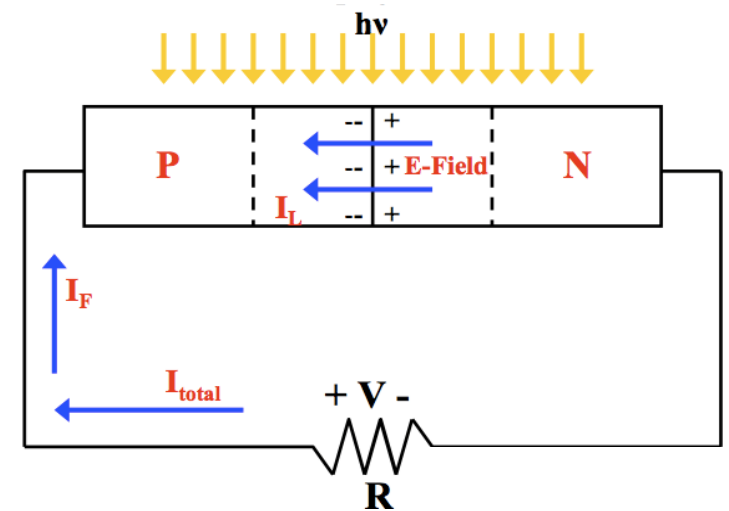 hν
-- +
P -- + E-Field N
I_L -- +
I_F
I_total
+ V -
R